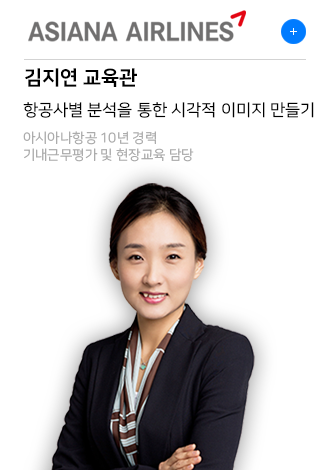 ASIANA AIRLINES
+
김지연 교육관
항공사별 분석을 통한 시각적 이미지 만들기
아시아나항공 10년 경력
기내근무평가 및 현장교육 담당